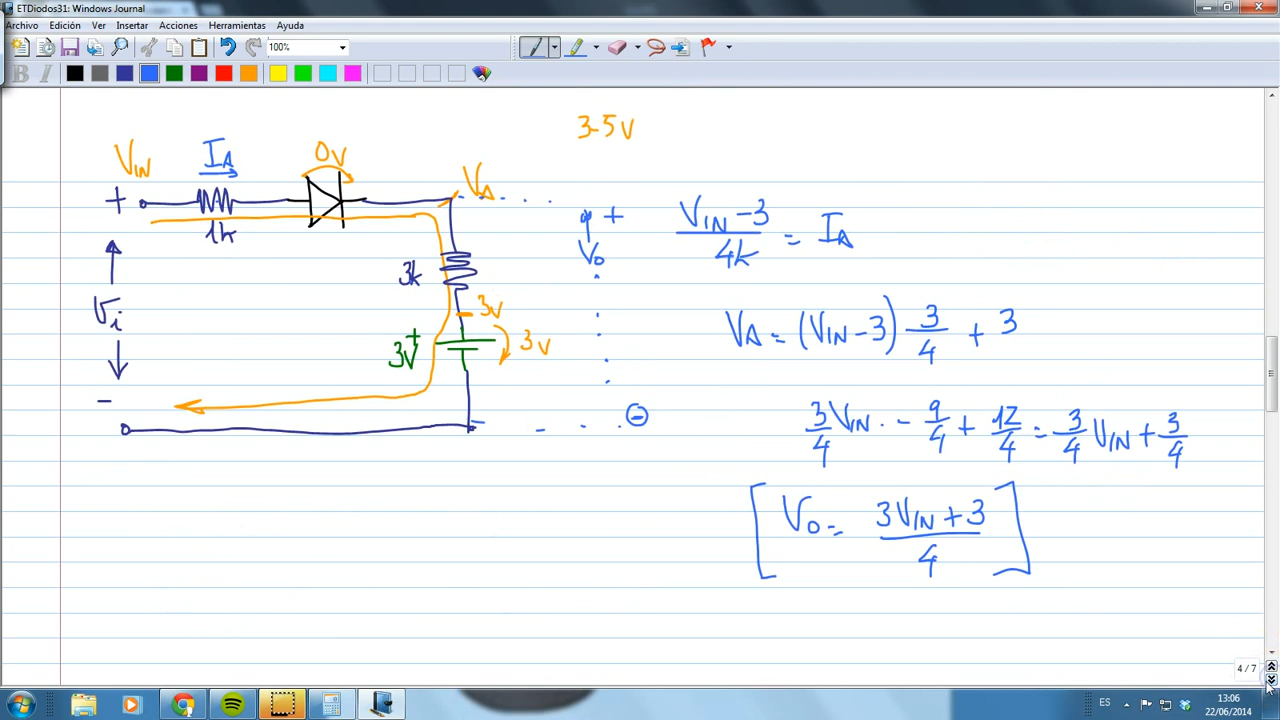 ETDiodos31: Windows Journal
Archivo Edición Ver Insertar Acciones Herramientas Ayuda
100%
B I
3-5V
VIN IA 0V VA
+
1k
3k
Vi
3V
+
3V
3V
-
+
Vo
⊖
VIN -3 / 4k = IA
VA = (VIN-3) 3/4 + 3
3/4 VIN - 9/4 + 12/4 = 3/4 VIN + 3/4
[ Vo = 3VIN+3 / 4 ]
4 / 7
ES
13:06
22/06/2014